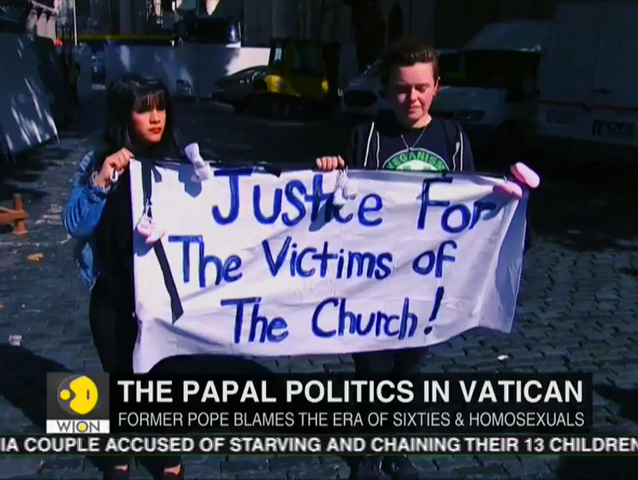 VEGANISM
Justice For
The Victims of
The Church!
THE PAPAL POLITICS IN VATICAN
FORMER POPE BLAMES THE ERA OF SIXTIES & HOMOSEXUALS
WION
IA COUPLE ACCUSED OF STARVING AND CHAINING THEIR 13 CHILDREN